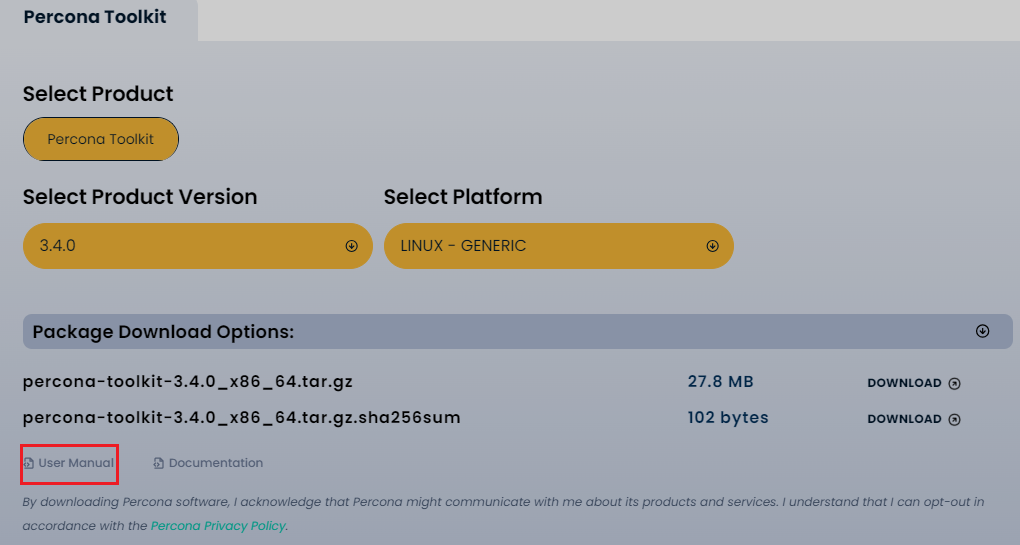 Percona Toolkit
Select Product
Percona Toolkit
Select Product Version Select Platform
3.4.0 LINUX - GENERIC
Package Download Options:
percona-toolkit-3.4.0_x86_64.tar.gz 27.8 MB DOWNLOAD
percona-toolkit-3.4.0_x86_64.tar.gz.sha256sum 102 bytes DOWNLOAD
User Manual Documentation
By downloading Percona software, I acknowledge that Percona might communicate with me about its products and services. I understand that I can opt-out in
accordance with the Percona Privacy Policy.